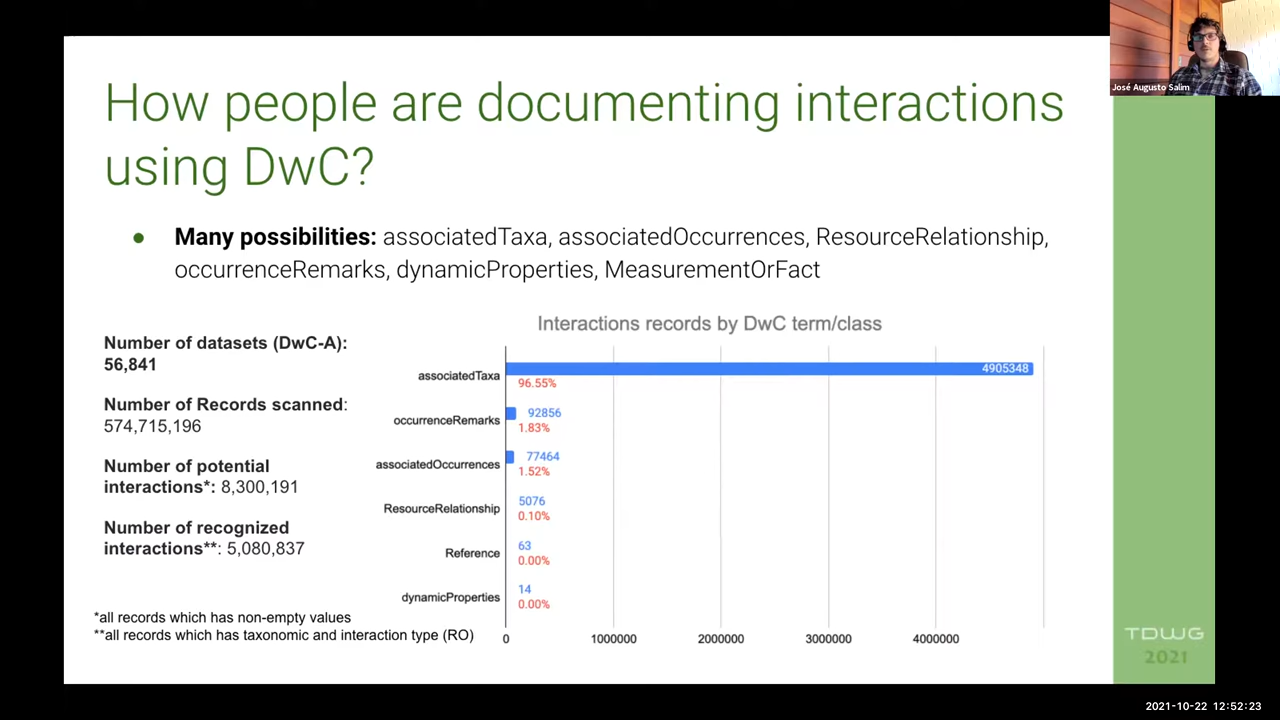 José Augusto Salim
How people are documenting interactions
using DwC?
● Many possibilities: associatedTaxa, associatedOccurrences, ResourceRelationship,
occurrenceRemarks, dynamicProperties, MeasurementOrFact
Number of datasets (DwC-A):
56,841
Number of Records scanned:
574,715,196
Number of potential
interactions*: 8,300,191
Number of recognized
interactions**: 5,080,837
*all records which has non-empty values
**all records which has taxonomic and interaction type (RO)
Interactions records by DwC term/class
associatedTaxa
4905348
96.55%
occurrenceRemarks
92856
1.83%
associatedOccurrences
77464
1.52%
ResourceRelationship
5076
0.10%
Reference
63
0.00%
dynamicProperties
14
0.00%
0 1000000 2000000 3000000 4000000
TDWG
2021
2021-10-22 12:52:23